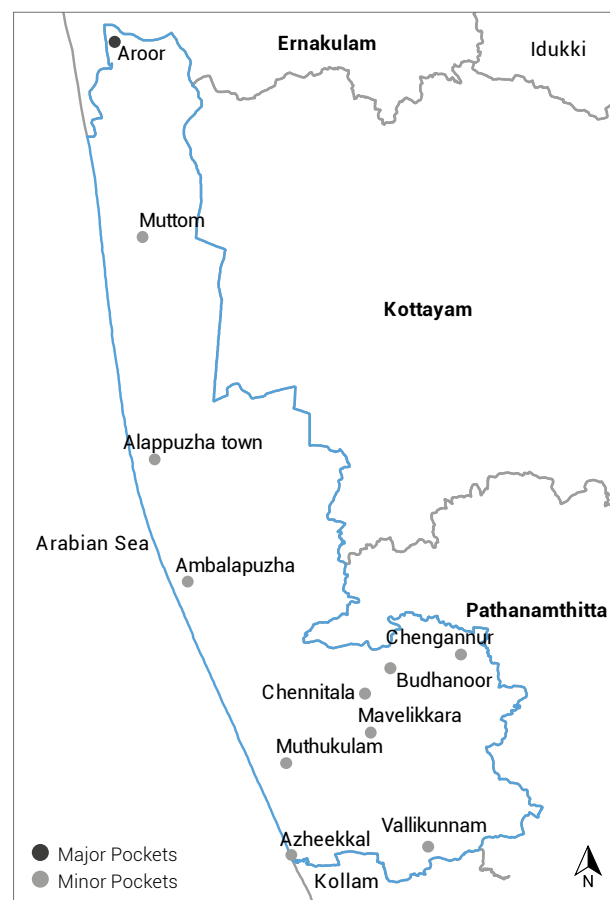 Ernakulam
Idukki
Aroor
Muttom
Kottayam
Alappuzha town
Arabian Sea
Ambalapuzha
Pathanamthitta
Chengannur
Budhanoor
Chennitala
Mavelikkara
Muthukulam
Vallikunnam
Azheekkal
Major Pockets
Minor Pockets
Kollam
N